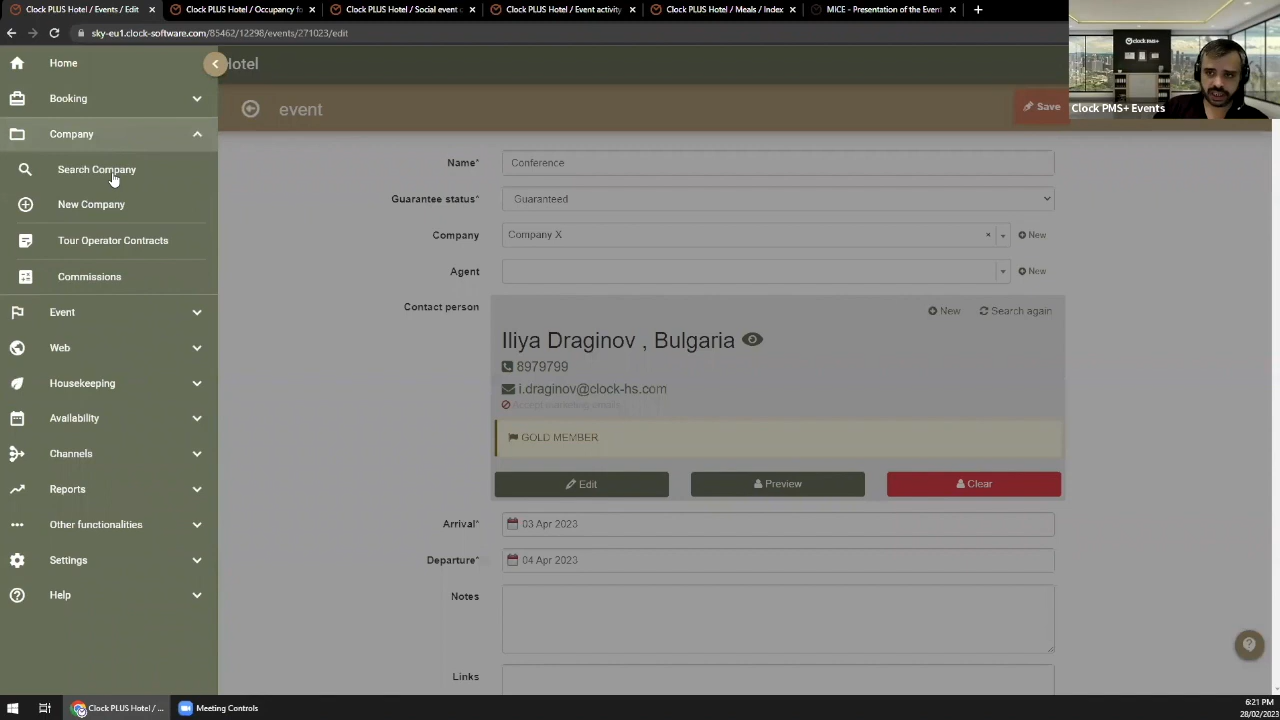 Clock PLUS Hotel / Events / Edit
Clock PLUS Hotel / Occupancy fo
Clock PLUS Hotel / Social event c
Clock PLUS Hotel / Event activity
Clock PLUS Hotel / Meals / Index
MICE - Presentation of the Event
sky-eu1.clock-software.com/85462/12298/events/271023/edit
clock PMS+
Clock PMS+ Events
Home
Hotel
Booking
event
Save
Company
Search Company
New Company
Tour Operator Contracts
Commissions
Event
Web
Housekeeping
Availability
Channels
Reports
Other functionalities
Settings
Help
Name*
Conference
Guarantee status*
Guaranteed
Company
Company X
× New
Agent
New
Contact person
New
Search again
Iliya Draginov , Bulgaria
8979799
i.draginov@clock-hs.com
Accept marketing emails
GOLD MEMBER
Edit
Preview
Clear
Arrival*
03 Apr 2023
Departure*
04 Apr 2023
Notes
Links
Clock PLUS Hotel / ...
Meeting Controls
6:21 PM
28/02/2023